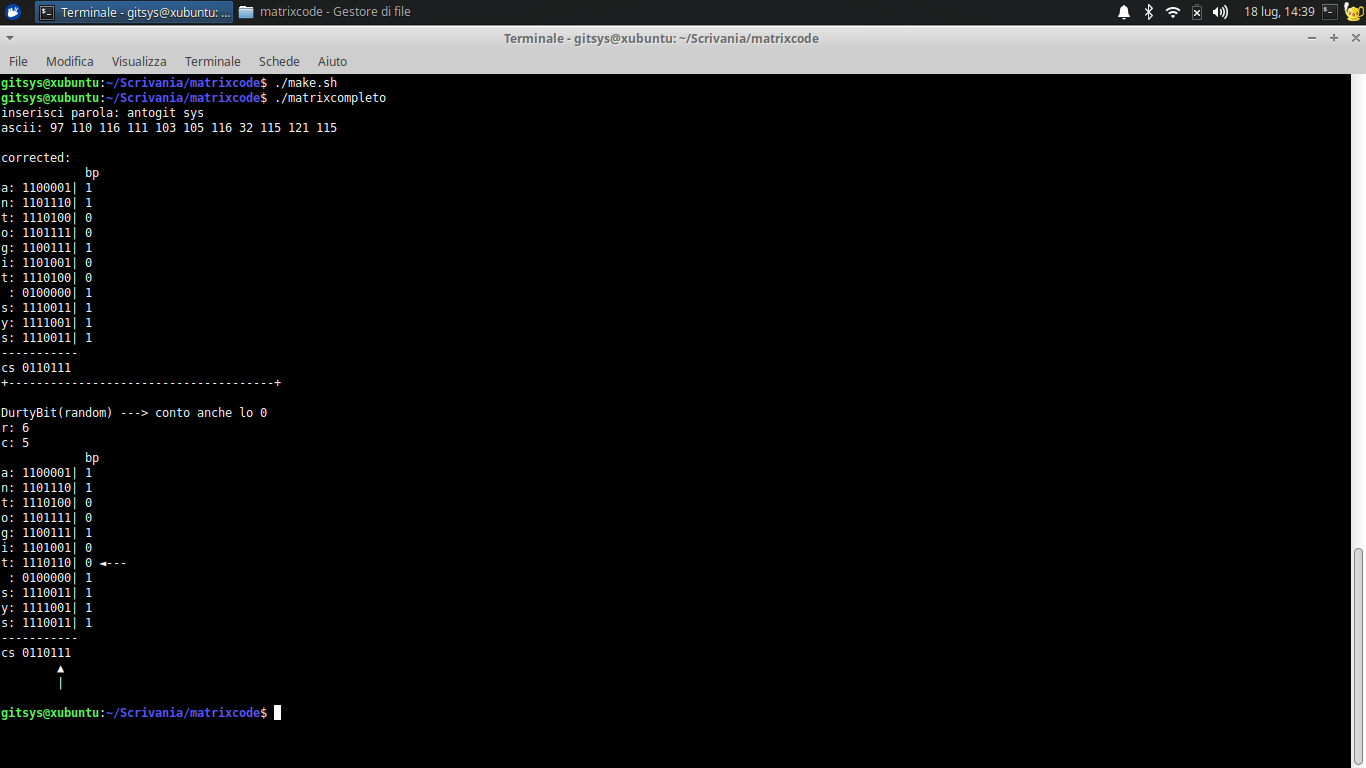 Terminale - gitsys@xubuntu: ...
matrixcode - Gestore di file
18 lug, 14:39
Terminale - gitsys@xubuntu: ~/Scrivania/matrixcode
File Modifica Visualizza Terminale Schede Aiuto
gitsys@xubuntu:~/Scrivania/matrixcode$ ./make.sh
gitsys@xubuntu:~/Scrivania/matrixcode$ ./matrixcompleto
inserisci parola: antogit sys
ascii: 97 110 116 111 103 105 116 32 115 121 115
corrected:
            bp
a: 1100001| 1
n: 1101110| 1
t: 1110100| 0
o: 1101111| 0
g: 1100111| 1
i: 1101001| 0
t: 1110100| 0
 : 0100000| 1
s: 1110011| 1
y: 1111001| 1
s: 1110011| 1
-----------
cs 0110111
+--------------------------------------+
DurtyBit(random) ---> conto anche lo 0
r: 6
c: 5
            bp
a: 1100001| 1
n: 1101110| 1
t: 1110100| 0
o: 1101111| 0
g: 1100111| 1
i: 1101001| 0
t: 1110110| 0 ◄---
 : 0100000| 1
s: 1110011| 1
y: 1111001| 1
s: 1110011| 1
-----------
cs 0110111
        ▲
        |
gitsys@xubuntu:~/Scrivania/matrixcode$